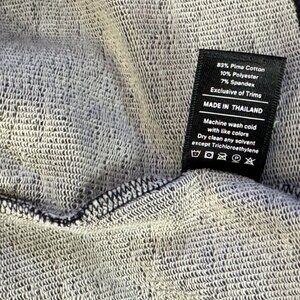 83% Pima Cotton
10% Polyester
7% Spandex
Exclusive of Trims
MADE IN THAILAND
Machine wash cold
with like colors
Dry clean any solvent
except Trichloroethylene